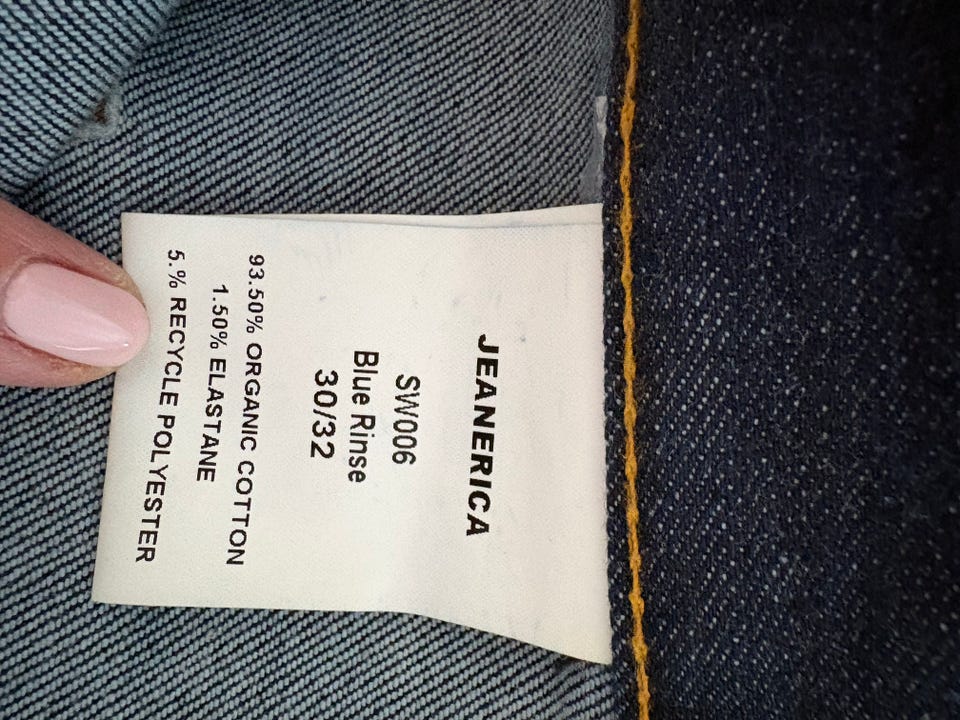 JEANERICA
SW006
Blue Rinse
30/32
93.50% ORGANIC COTTON
1.50% ELASTANE
5.% RECYCLE POLYESTER